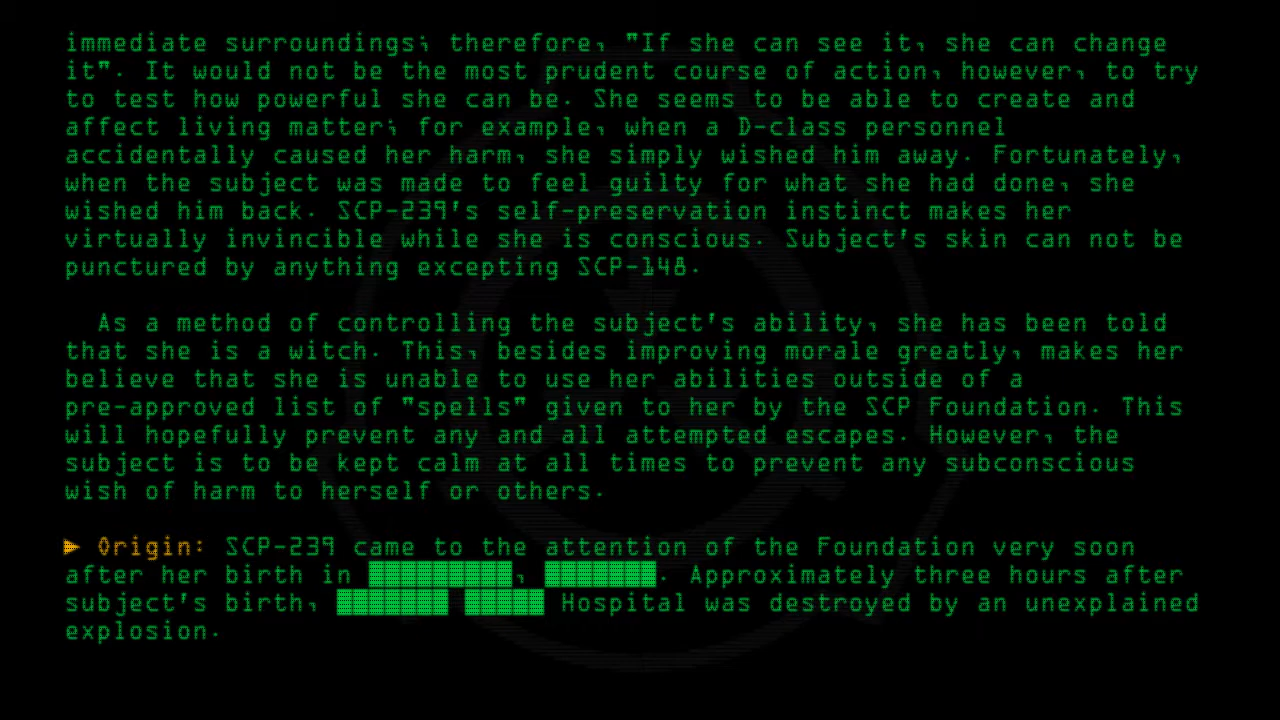 immediate surroundings; therefore, "If she can see it, she can change
it". It would not be the most prudent course of action, however, to try
to test how powerful she can be. She seems to be able to create and
affect living matter; for example, when a D-class personnel
accidentally caused her harm, she simply wished him away. Fortunately,
when the subject was made to feel guilty for what she had done, she
wished him back. SCP-239's self-preservation instinct makes her
virtually invincible while she is conscious. Subject's skin can not be
punctured by anything excepting SCP-148.
As a method of controlling the subject's ability, she has been told
that she is a witch. This, besides improving morale greatly, makes her
believe that she is unable to use her abilities outside of a
pre-approved list of "spells" given to her by the SCP Foundation. This
will hopefully prevent any and all attempted escapes. However, the
subject is to be kept calm at all times to prevent any subconscious
wish of harm to herself or others.
► Origin: SCP-239 came to the attention of the Foundation very soon
after her birth in █████████, ███████. Approximately three hours after
subject's birth, ███████ █████ Hospital was destroyed by an unexplained
explosion.